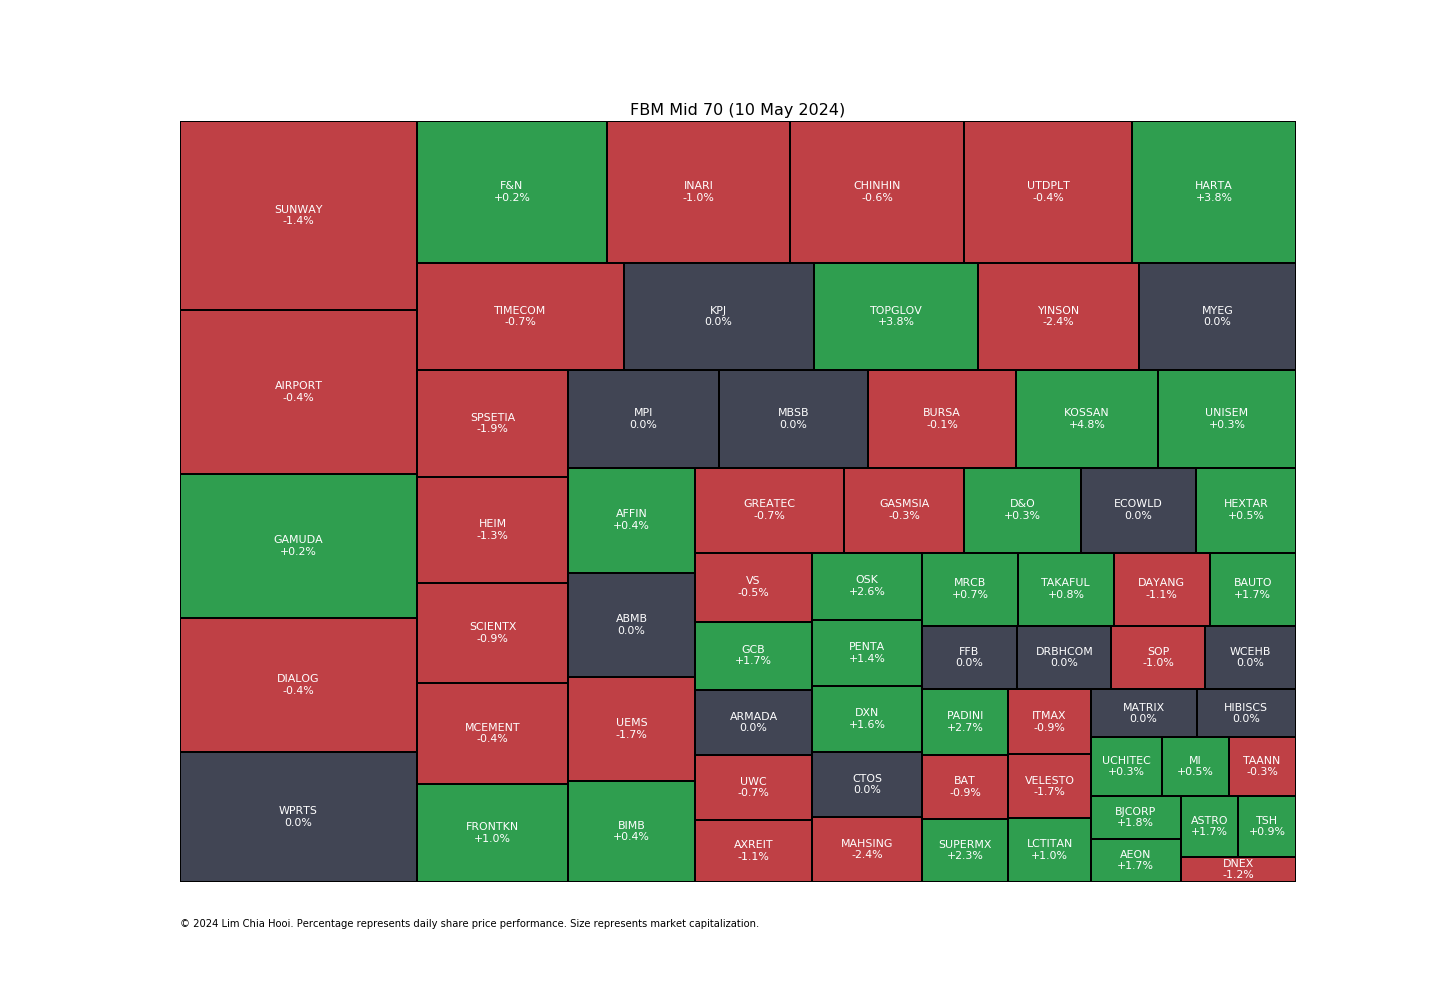 FBM Mid 70 (10 May 2024)
SUNWAY
-1.4%
AIRPORT
-0.4%
GAMUDA
+0.2%
DIALOG
-0.4%
WPRTS
0.0%
F&N
+0.2%
INARI
-1.0%
CHINHIN
-0.6%
UTDPLT
-0.4%
HARTA
+3.8%
TIMECOM
-0.7%
KPJ
0.0%
TOPGLOV
+3.8%
YINSON
-2.4%
MYEG
0.0%
SPSETIA
-1.9%
HEIM
-1.3%
SCIENTX
-0.9%
MCEMENT
-0.4%
FRONTKN
+1.0%
MPI
0.0%
MBSB
0.0%
BURSA
-0.1%
KOSSAN
+4.8%
UNISEM
+0.3%
AFFIN
+0.4%
ABMB
0.0%
UEMS
-1.7%
BIMB
+0.4%
GREATEC
-0.7%
GASMSIA
-0.3%
D&O
+0.3%
ECOWLD
0.0%
HEXTAR
+0.5%
VS
-0.5%
GCB
+1.7%
ARMADA
0.0%
UWC
-0.7%
AXREIT
-1.1%
OSK
+2.6%
PENTA
+1.4%
DXN
+1.6%
CTOS
0.0%
MAHSING
-2.4%
MRCB
+0.7%
TAKAFUL
+0.8%
DAYANG
-1.1%
BAUTO
+1.7%
FFB
0.0%
DRBHCOM
0.0%
SOP
-1.0%
WCEHB
0.0%
PADINI
+2.7%
BAT
-0.9%
SUPERMX
+2.3%
ITMAX
-0.9%
VELESTO
-1.7%
LCTITAN
+1.0%
MATRIX
0.0%
HIBISCS
0.0%
UCHITEC
+0.3%
MI
+0.5%
TAANN
-0.3%
BJCORP
+1.8%
AEON
+1.7%
ASTRO
+1.7%
TSH
+0.9%
DNEX
-1.2%
© 2024 Lim Chia Hooi. Percentage represents daily share price performance. Size represents market capitalization.